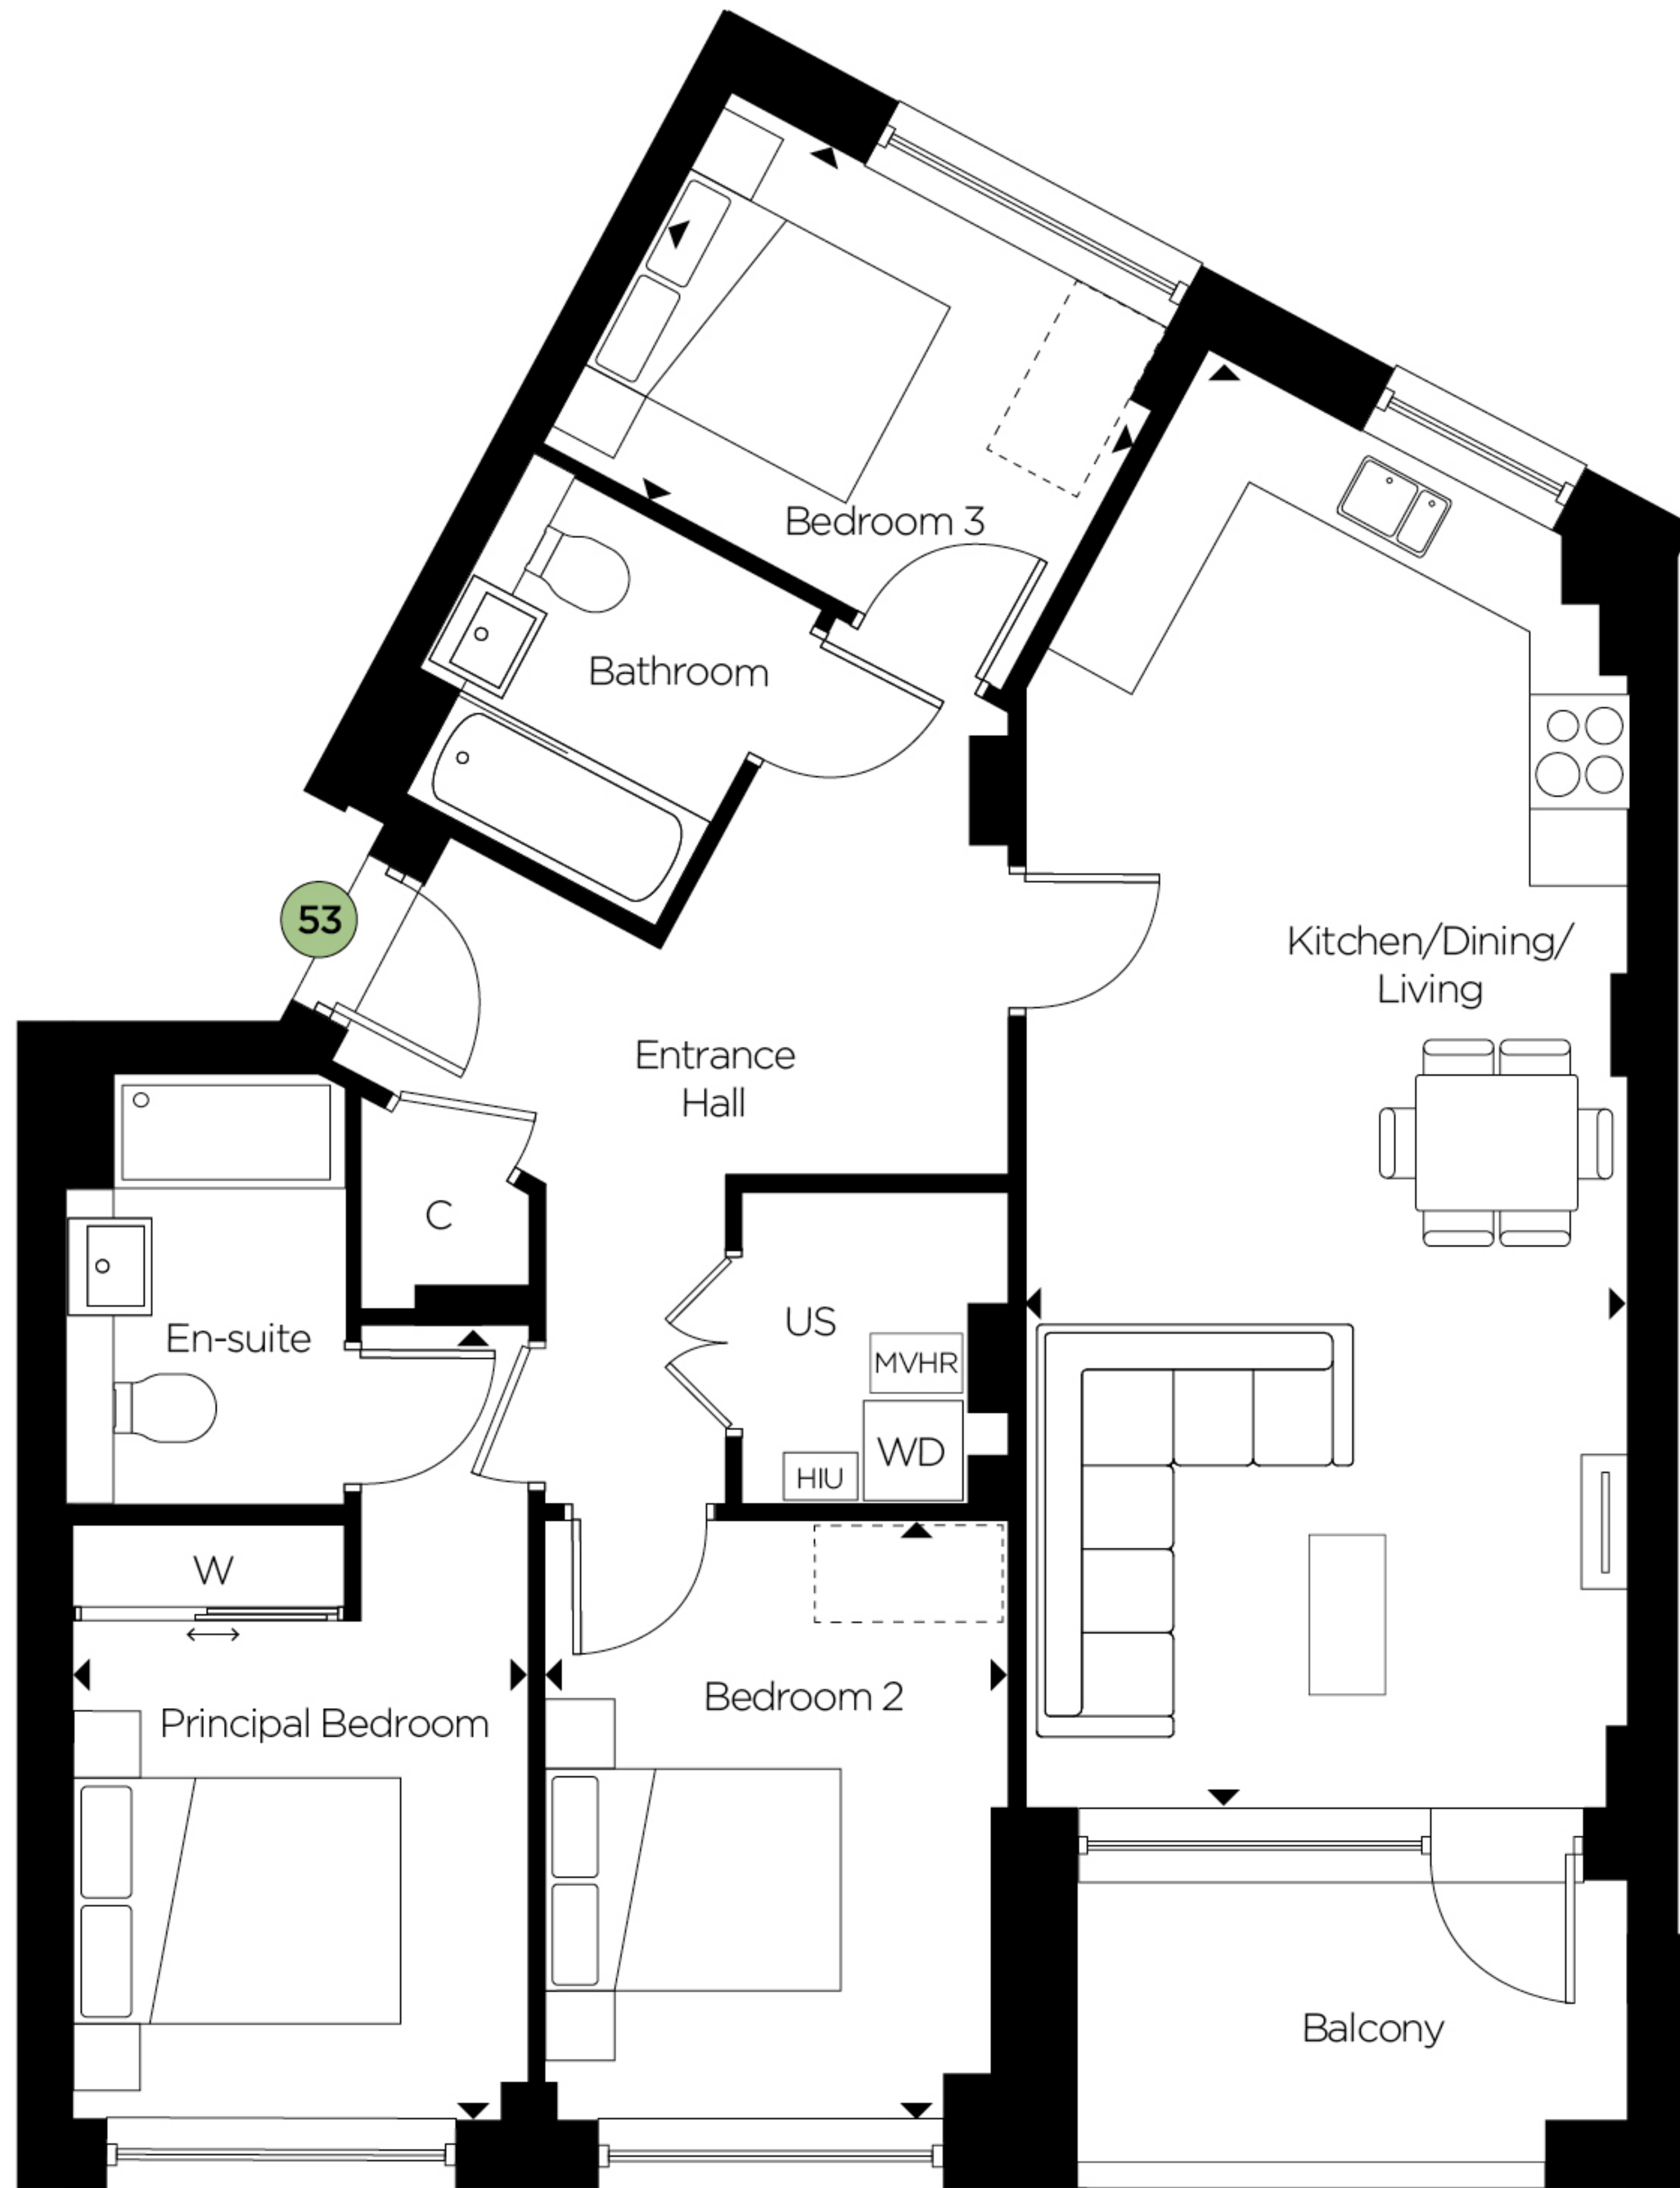 Bedroom 3
Bathroom
53
Kitchen/Dining/
Living
Entrance
Hall
C
US
En-suite
MVHR
WD
HIU
W
Bedroom 2
Principal Bedroom
Balcony